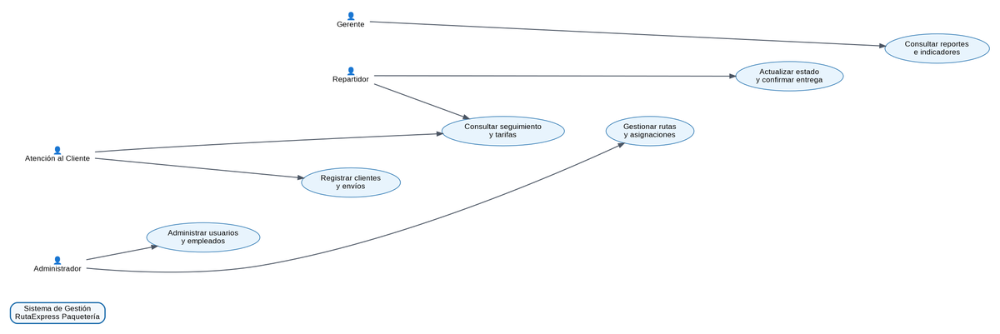 Gerente
Consultar reportes
e indicadores
Repartidor
Actualizar estado
y confirmar entrega
Consultar seguimiento
y tarifas
Gestionar rutas
y asignaciones
Atención al Cliente
Registrar clientes
y envíos
Administrar usuarios
y empleados
Administrador
Sistema de Gestión
RutaExpress Paquetería